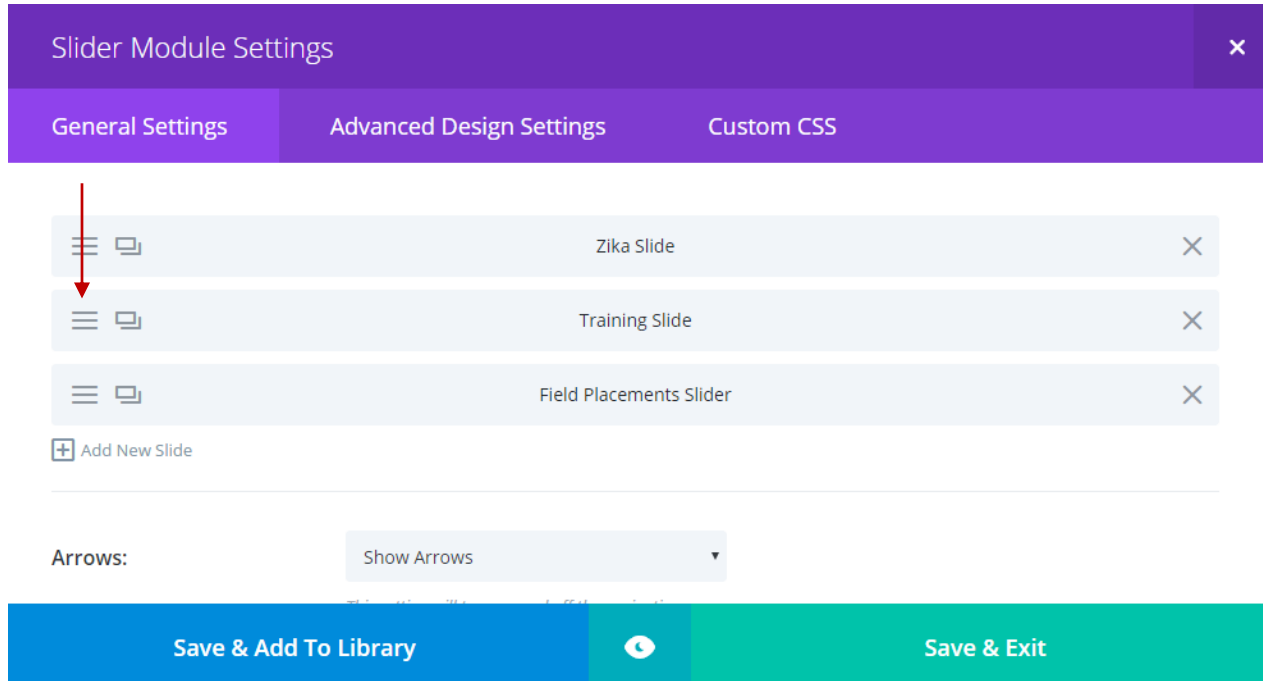 Slider Module Settings
General Settings Advanced Design Settings Custom CSS
Zika Slide
Training Slide
Field Placements Slider
Add New Slide
Arrows: Show Arrows
Save & Add To Library Save & Exit